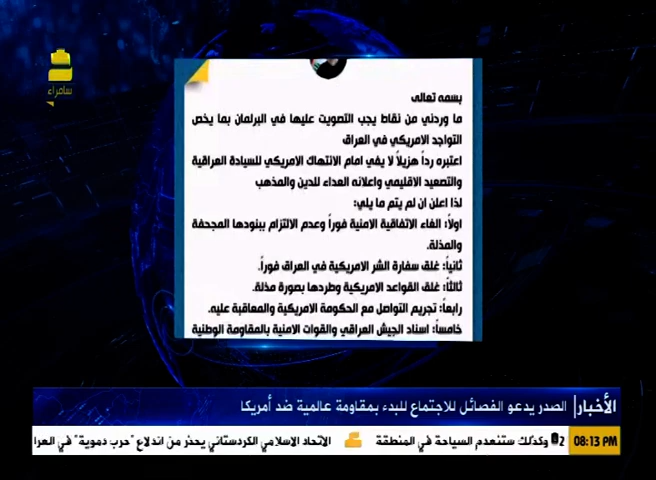 سامراء
بسمه تعالى
ما وردني من نقاط يجب التصويت عليها في البرلمان بما يخص
التواجد الامريكي في العراق
اعتبره رداً هزيلاً لا يفي امام الانتهاك الامريكي للسيادة العراقية
والتصعيد الاقليمي واعلانه العداء للدين والمذهب
لذا اعلن ان لم يتم ما يلي:
اولاً: الغاء الاتفاقية الامنية فوراً وعدم الالتزام ببنودها المجحفة
والمذلة.
ثانياً: غلق سفارة الشر الامريكية في العراق فوراً.
ثالثاً: غلق القواعد الامريكية وطردها بصورة مذلة.
رابعاً: تجريم التواصل مع الحكومة الامريكية والمعاقبة عليه.
خامساً: اسناد الجيش العراقي والقوات الامنية بالمقاومة الوطنية
الأخبار| الصدر يدعو الفصائل للاجتماع للبدء بمقاومة عالمية ضد أمريكا
08:13 PM وكذلك ستنعدم السياحة في المنطقة الاتحاد الاسلامي الكردستاني يحذر من اندلاع "حرب دموية" في العرا